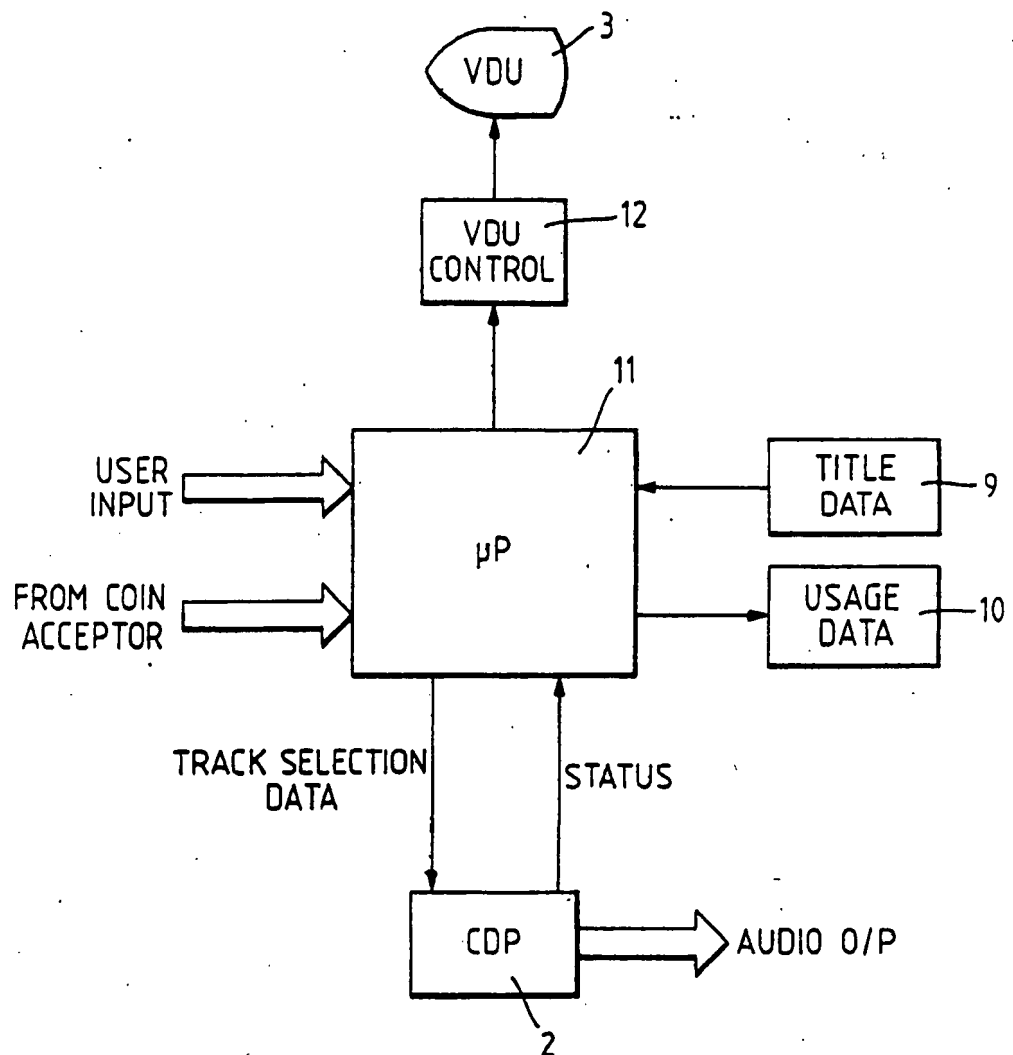 3
VDU
12
VDU
CONTROL
11
USER
INPUT
TITLE
DATA
9
µP
FROM COIN
ACCEPTOR
USAGE
DATA
10
TRACK SELECTION
DATA
STATUS
CDP
AUDIO O/P
2